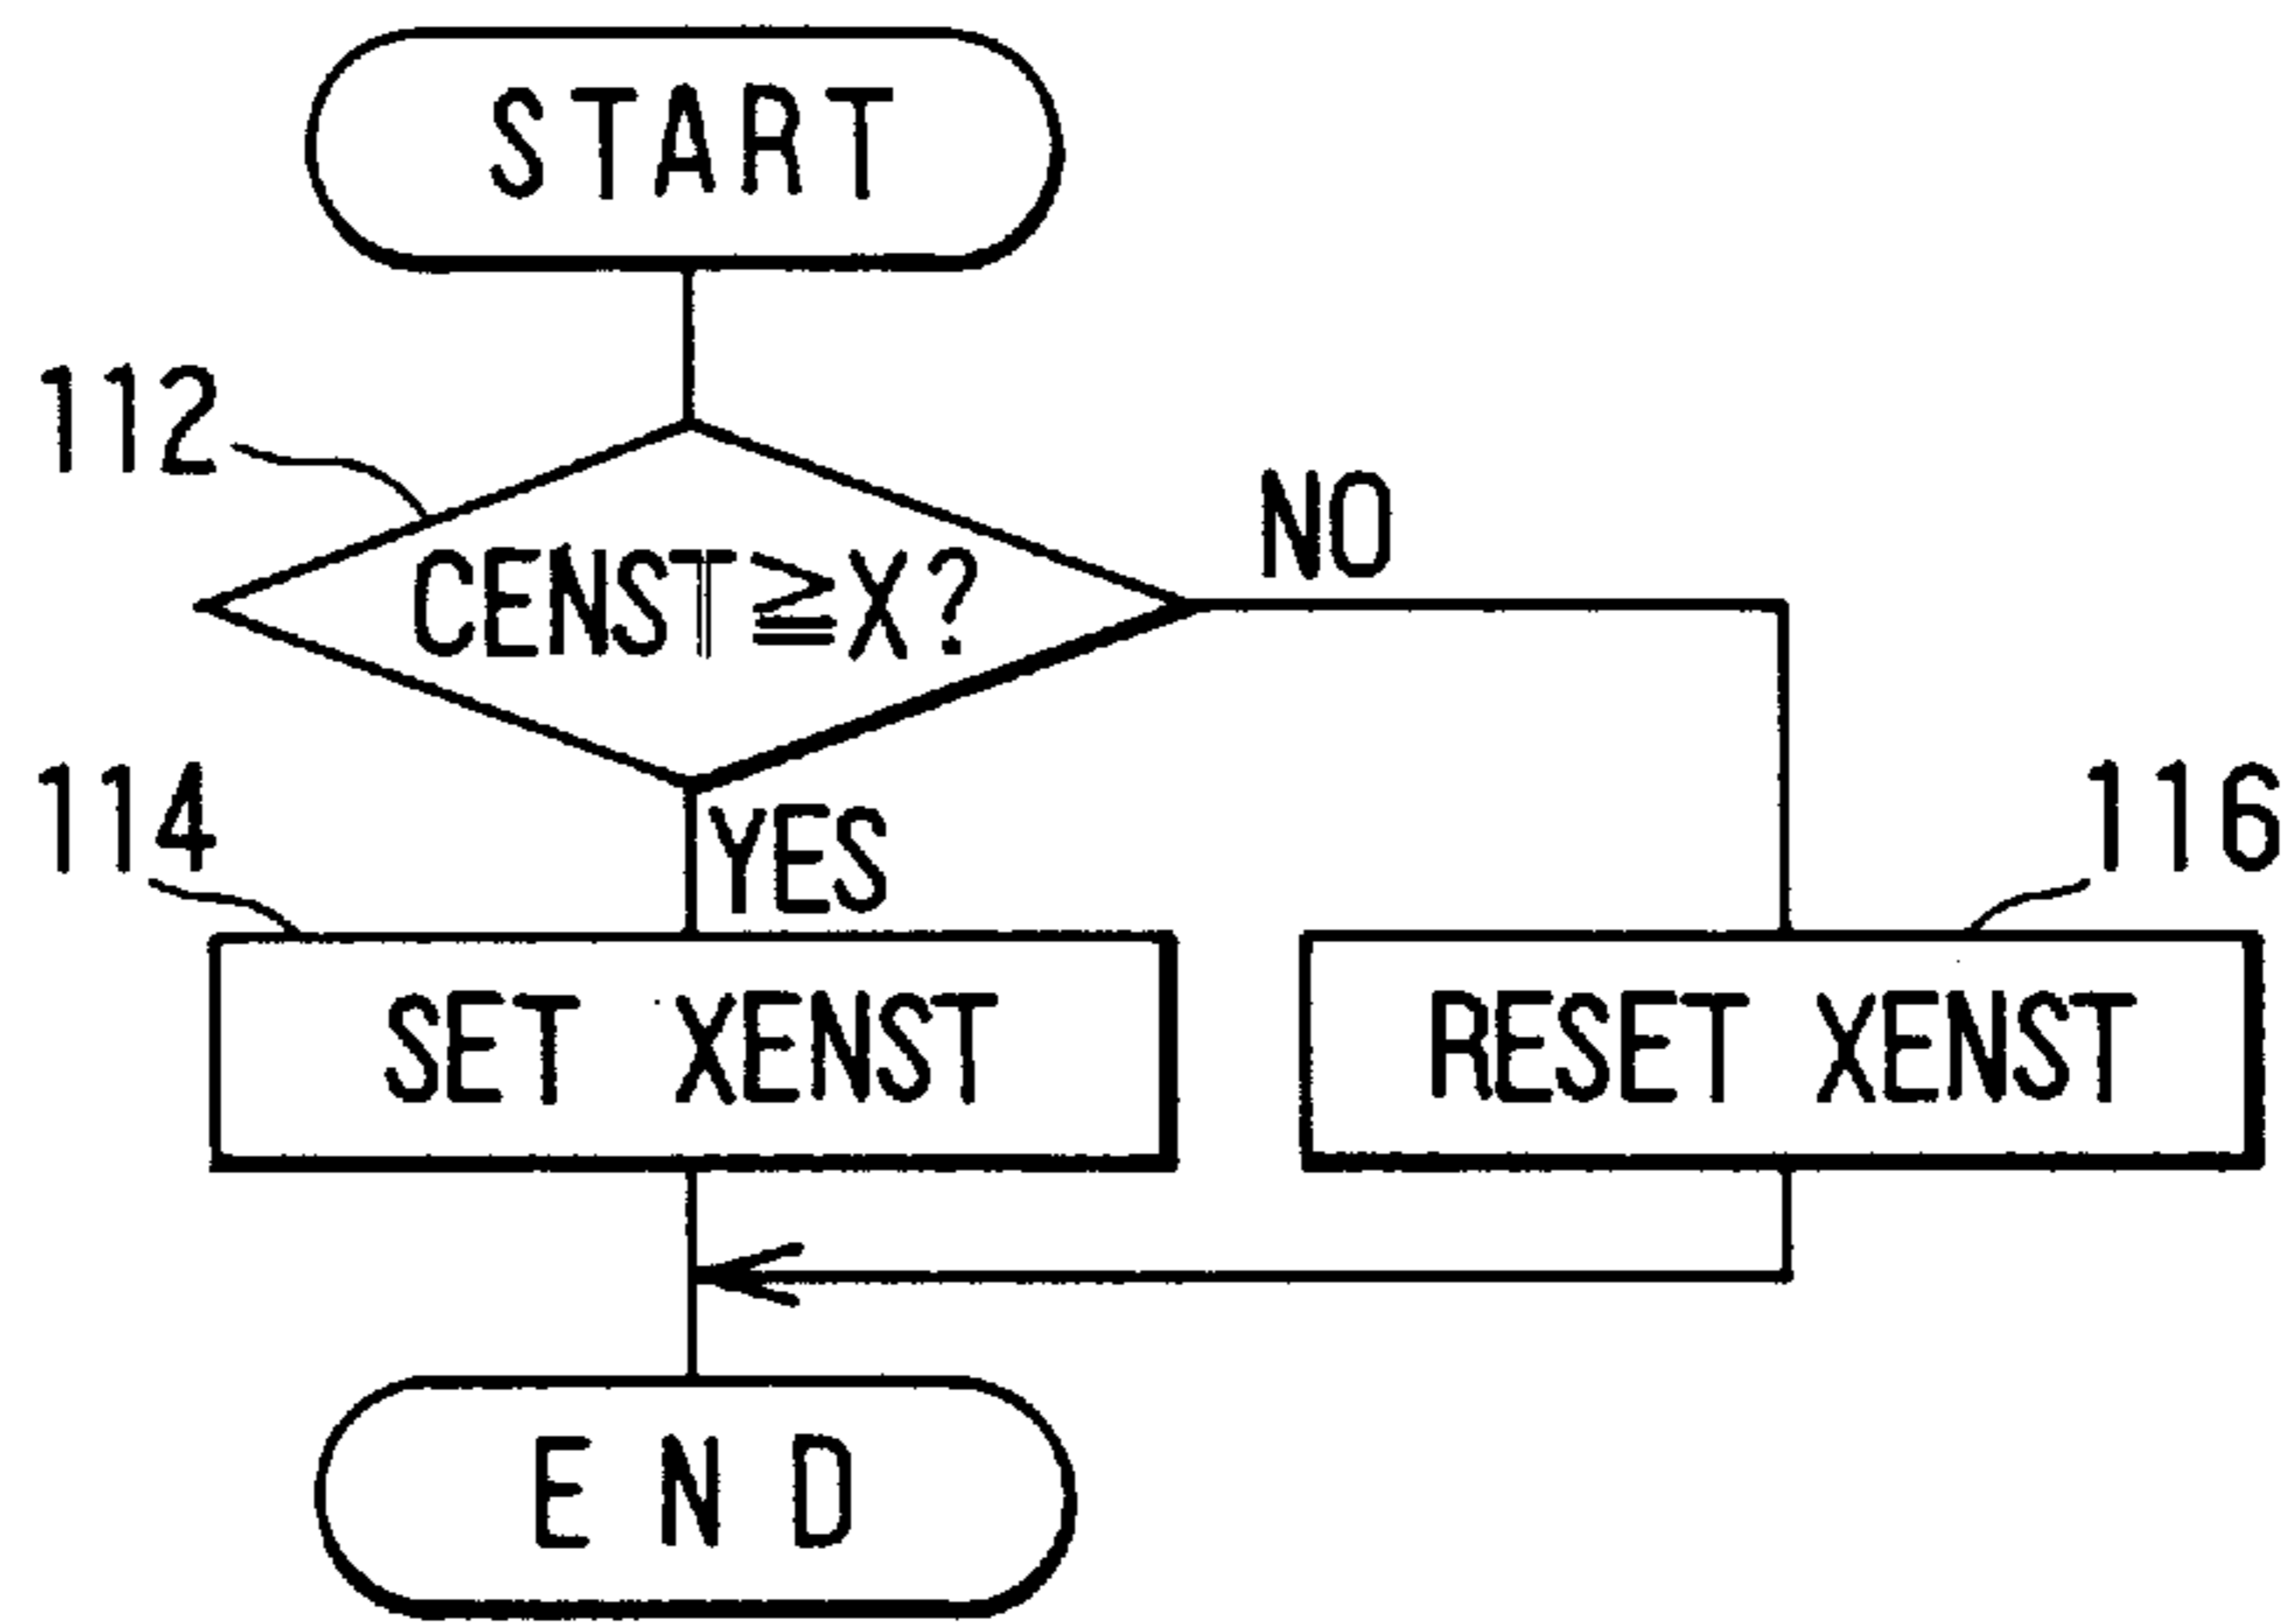 START
112
CENST≧X?
NO
YES
114
116
SET XENST
RESET XENST
END